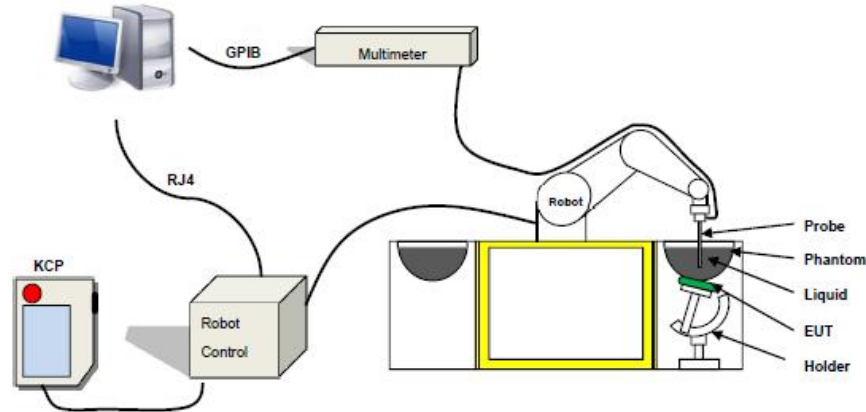 GPIB
Multimeter
RJ4
Robot
Probe
Phantom
Liquid
EUT
Holder
KCP
Robot
Control